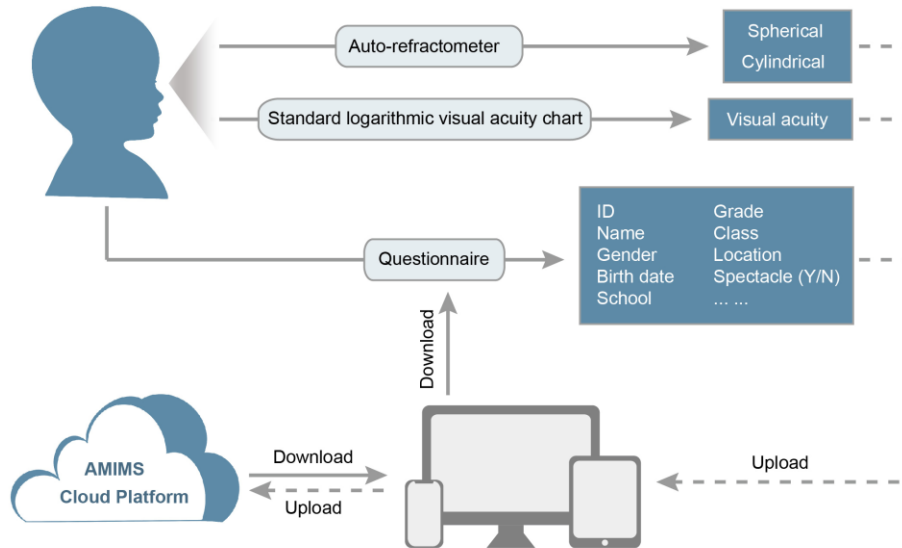 Auto-refractometer
Spherical
Cylindrical
Standard logarithmic visual acuity chart
Visual acuity
Questionnaire
ID Grade
Name Class
Gender Location
Birth date Spectacle (Y/N)
School ... ...
Download
AMIMS
Cloud Platform
Download
Upload
Upload